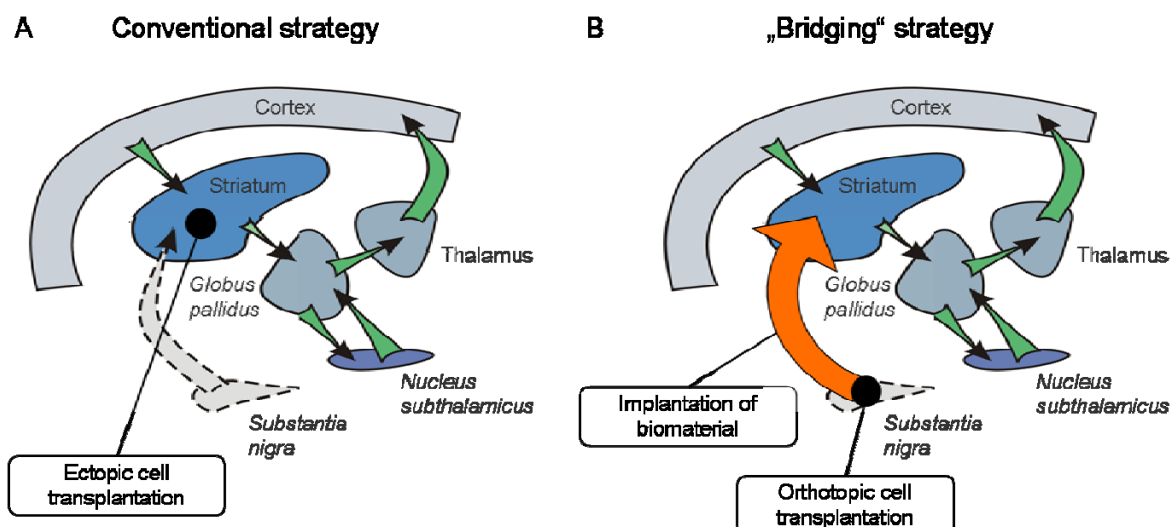 A Conventional strategy
Cortex
Striatum
Thalamus
Globus
pallidus
Nucleus
subthalamicus
Substantia
nigra
Ectopic cell
transplantation
B „Bridging“ strategy
Cortex
Striatum
Thalamus
Globus
pallidus
Nucleus
subthalamicus
Implantation of
biomaterial
Substantia
nigra
Orthotopic cell
transplantation